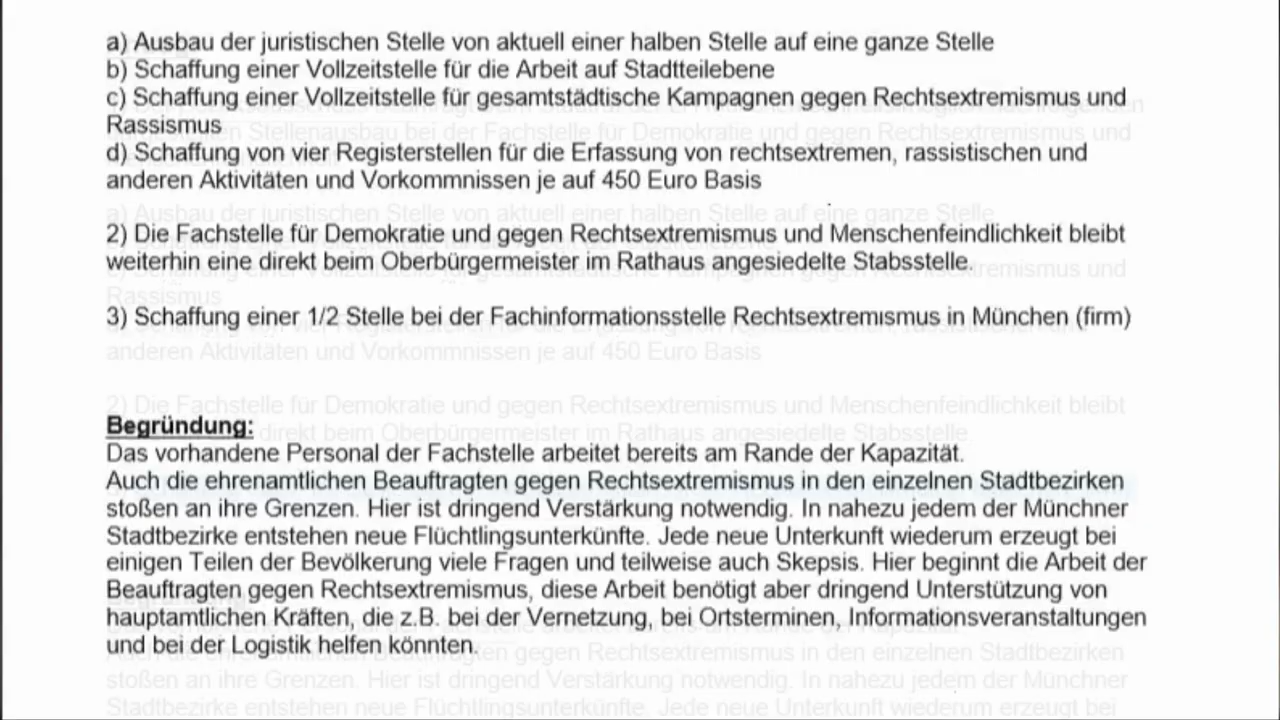 a) Ausbau der juristischen Stelle von aktuell einer halben Stelle auf eine ganze Stelle
b) Schaffung einer Vollzeitstelle für die Arbeit auf Stadtteilebene
c) Schaffung einer Vollzeitstelle für gesamtstädtische Kampagnen gegen Rechtsextremismus und
Rassismus
d) Schaffung von vier Registerstellen für die Erfassung von rechtsextremen, rassistischen und
anderen Aktivitäten und Vorkommnissen je auf 450 Euro Basis
2) Die Fachstelle für Demokratie und gegen Rechtsextremismus und Menschenfeindlichkeit bleibt
weiterhin eine direkt beim Oberbürgermeister im Rathaus angesiedelte Stabsstelle.
3) Schaffung einer 1/2 Stelle bei der Fachinformationsstelle Rechtsextremismus in München (firm)
Begründung:
Das vorhandene Personal der Fachstelle arbeitet bereits am Rande der Kapazität.
Auch die ehrenamtlichen Beauftragten gegen Rechtsextremismus in den einzelnen Stadtbezirken
stoßen an ihre Grenzen. Hier ist dringend Verstärkung notwendig. In nahezu jedem der Münchner
Stadtbezirke entstehen neue Flüchtlingsunterkünfte. Jede neue Unterkunft wiederum erzeugt bei
einigen Teilen der Bevölkerung viele Fragen und teilweise auch Skepsis. Hier beginnt die Arbeit der
Beauftragten gegen Rechtsextremismus, diese Arbeit benötigt aber dringend Unterstützung von
hauptamtlichen Kräften, die z.B. bei der Vernetzung, bei Ortsterminen, Informationsveranstaltungen
und bei der Logistik helfen könnten.